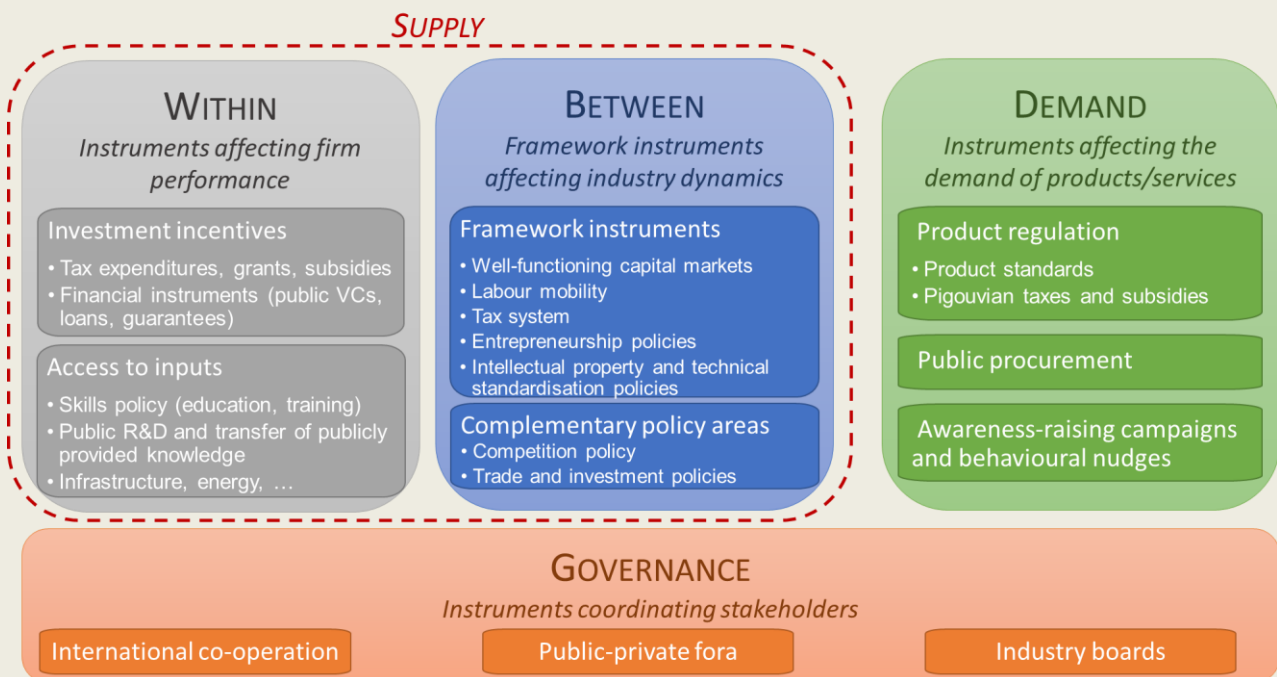 SUPPLY
WITHIN
Instruments affecting firm
performance
Investment incentives
• Tax expenditures, grants, subsidies
• Financial instruments (public VCs,
loans, guarantees)
Access to inputs
• Skills policy (education, training)
• Public R&D and transfer of publicly
provided knowledge
• Infrastructure, energy, …
BETWEEN
Framework instruments
affecting industry dynamics
Framework instruments
• Well-functioning capital markets
• Labour mobility
• Tax system
• Entrepreneurship policies
• Intellectual property and technical
standardisation policies
Complementary policy areas
• Competition policy
• Trade and investment policies
DEMAND
Instruments affecting the
demand of products/services
Product regulation
• Product standards
• Pigouvian taxes and subsidies
Public procurement
Awareness-raising campaigns
and behavioural nudges
GOVERNANCE
Instruments coordinating stakeholders
International co-operation
Public-private fora
Industry boards